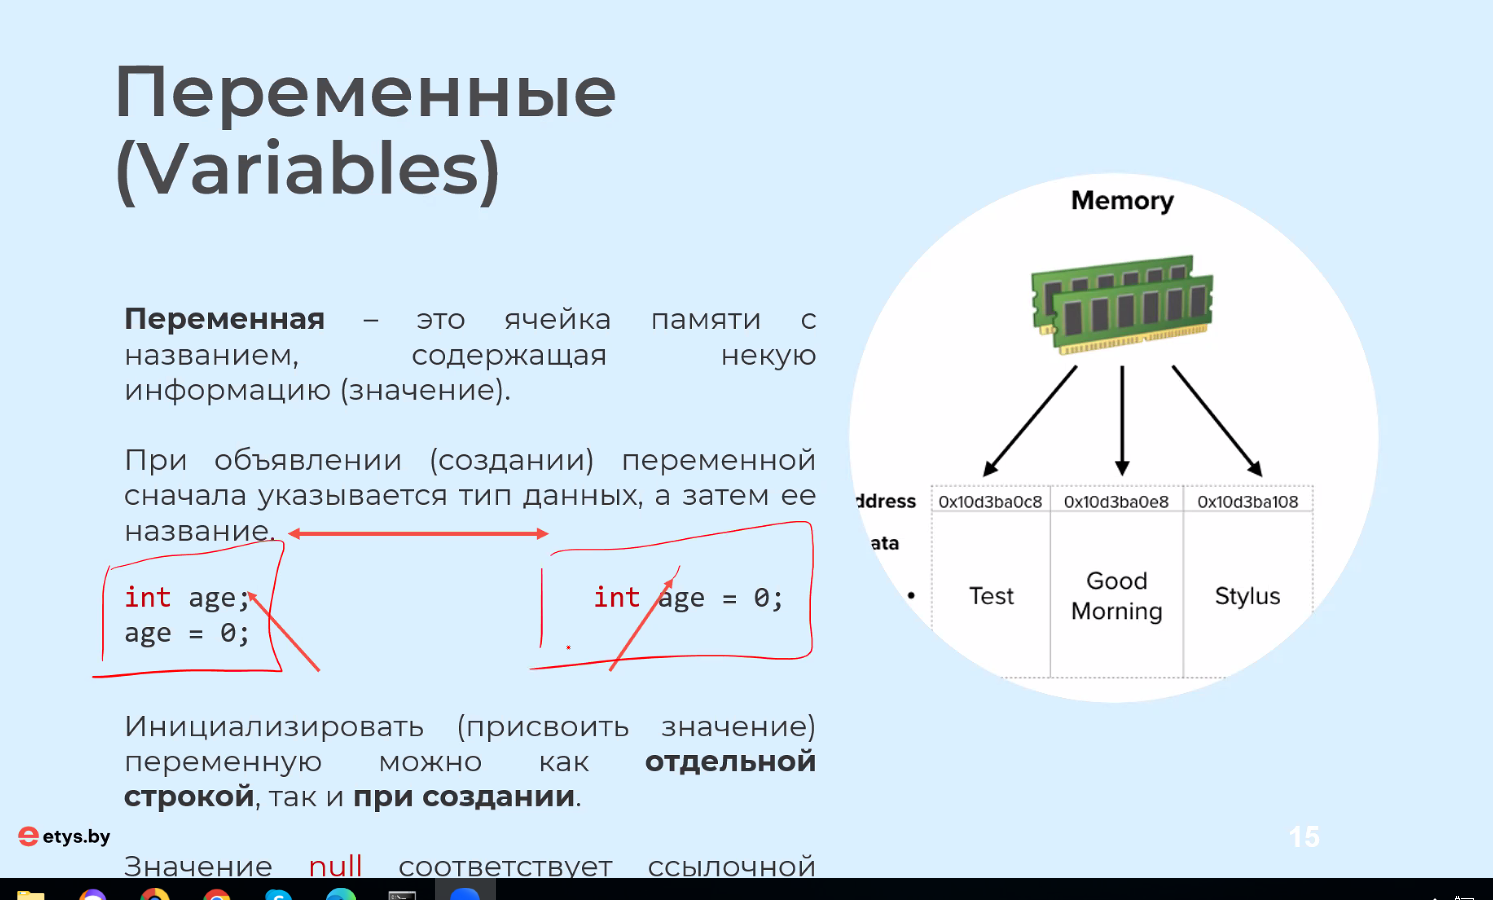 Переменные
(Variables)
Переменная – это ячейка памяти с
названием, содержащая некую
информацию (значение).
При объявлении (создании) переменной
сначала указывается тип данных, а затем ее
название.
int age;
age = 0;
int age = 0;
Инициализировать (присвоить значение)
переменную можно как отдельной
строкой, так и при создании.
Значение null соответствует ссылочной
Memory
ddress 0x10d3ba0c8 0x10d3ba0e8 0x10d3ba108
ata
Test
Good
Morning
Stylus
etys.by
15